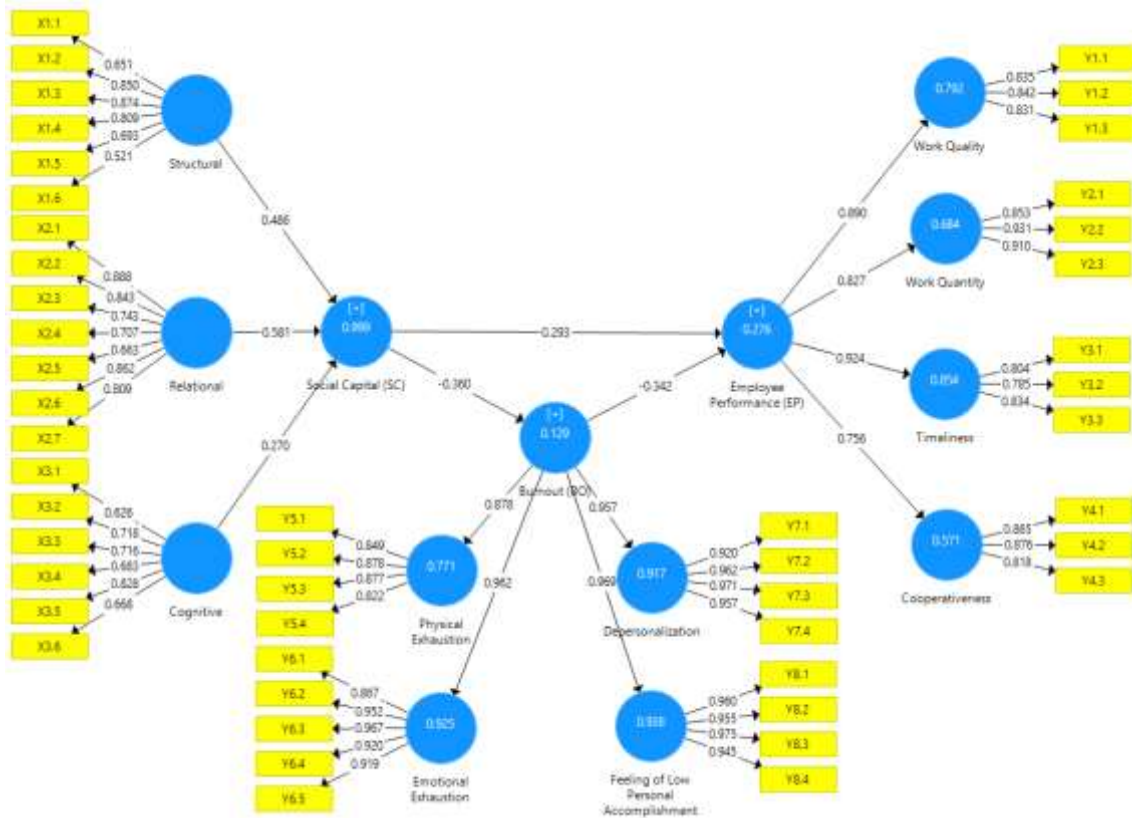 X1.1
X1.2
X1.3
X1.4
X1.5
X1.6
0.651
0.850
0.874
0.809
0.693
0.521
Structural
0.486
X2.1
X2.2
X2.3
X2.4
X2.5
X2.6
X2.7
0.888
0.843
0.743
0.707
0.663
0.862
0.809
Relational
0.581
X3.1
X3.2
X3.3
X3.4
X3.5
X3.6
0.626
0.718
0.716
0.683
0.628
0.666
Cognitive
0.270
[+]
0.999
Social Capital (SC)
0.293
-0.360
[+]
0.129
Burnout (BO)
-0.342
[+]
0.276
Employee
Performance (EP)
0.890
0.827
0.924
0.756
0.792
Work Quality
0.835
0.842
0.831
Y1.1
Y1.2
Y1.3
0.684
Work Quantity
0.853
0.931
0.910
Y2.1
Y2.2
Y2.3
0.854
Timeliness
0.804
0.785
0.834
Y3.1
Y3.2
Y3.3
0.571
Cooperativeness
0.876
0.818
Y4.1
Y4.2
Y4.3
0.878
0.962
0.957
0.969
Y5.1
Y5.2
Y5.3
Y5.4
0.849
0.878
0.877
0.822
0.771
Physical
Exhaustion
Y6.1
Y6.2
Y6.3
Y6.4
Y6.5
0.952
0.967
0.920
0.919
0.925
Emotional
Exhaustion
0.917
Depersonalization
0.920
0.962
0.971
0.957
Y7.1
Y7.2
Y7.3
Y7.4
Feeling of Low
Personal
Accomplishment
0.960
0.955
0.975
0.945
Y8.1
Y8.2
Y8.3
Y8.4